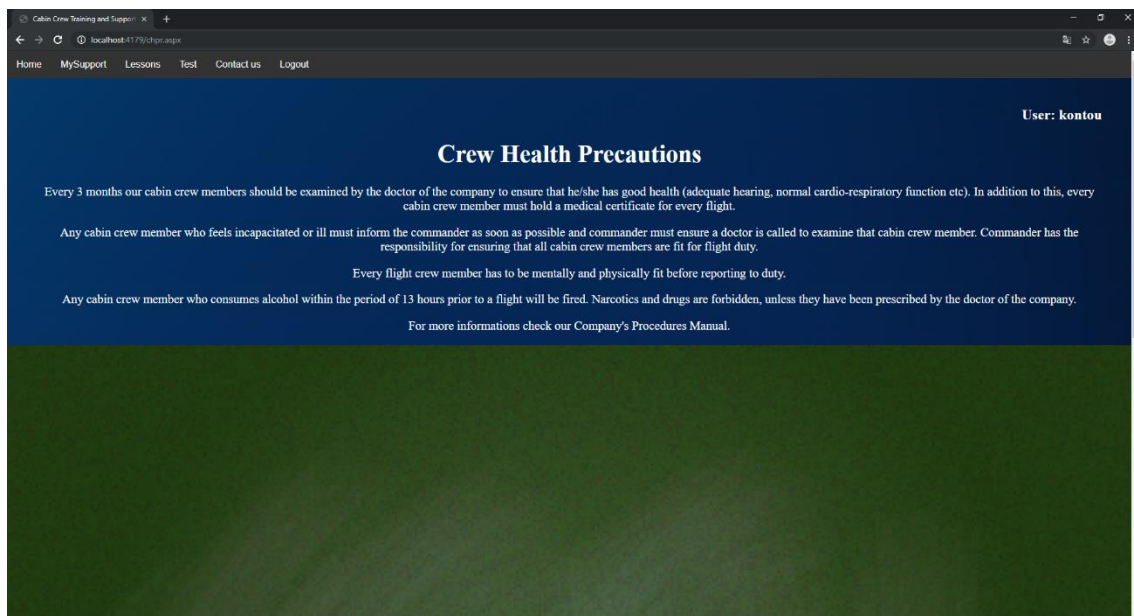 Cabin Crew Training and Support
localhost:4179/chpr.aspx
Home MySupport Lessons Test Contact us Logout
User: kontou
Crew Health Precautions
Every 3 months our cabin crew members should be examined by the doctor of the company to ensure that he/she has good health (adequate hearing, normal cardio-respiratory function etc). In addition to this, every
cabin crew member must hold a medical certificate for every flight.
Any cabin crew member who feels incapacitated or ill must inform the commander as soon as possible and commander must ensure a doctor is called to examine that cabin crew member. Commander has the
responsibility for ensuring that all cabin crew members are fit for flight duty.
Every flight crew member has to be mentally and physically fit before reporting to duty.
Any cabin crew member who consumes alcohol within the period of 13 hours prior to a flight will be fired. Narcotics and drugs are forbidden, unless they have been prescribed by the doctor of the company.
For more informations check our Company's Procedures Manual.